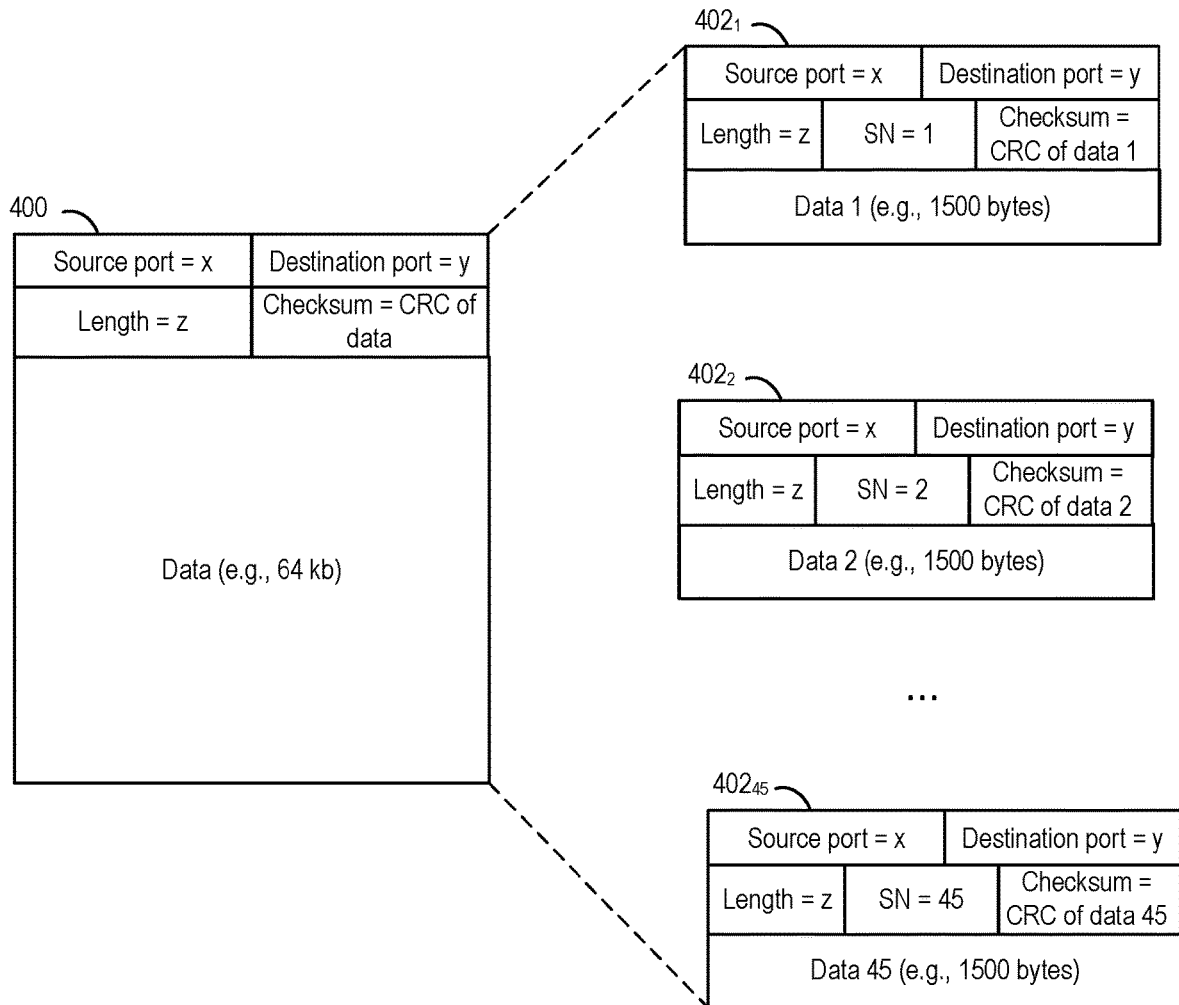 400
Source port = x
Destination port = y
Length = z
Checksum = CRC of
data
Data (e.g., 64 kb)
402₁
Source port = x
Destination port = y
Length = z
SN = 1
Checksum =
CRC of data 1
Data 1 (e.g., 1500 bytes)
402₂
Source port = x
Destination port = y
Length = z
SN = 2
Checksum =
CRC of data 2
Data 2 (e.g., 1500 bytes)
...
402₄₅
Source port = x
Destination port = y
Length = z
SN = 45
Checksum =
CRC of data 45
Data 45 (e.g., 1500 bytes)